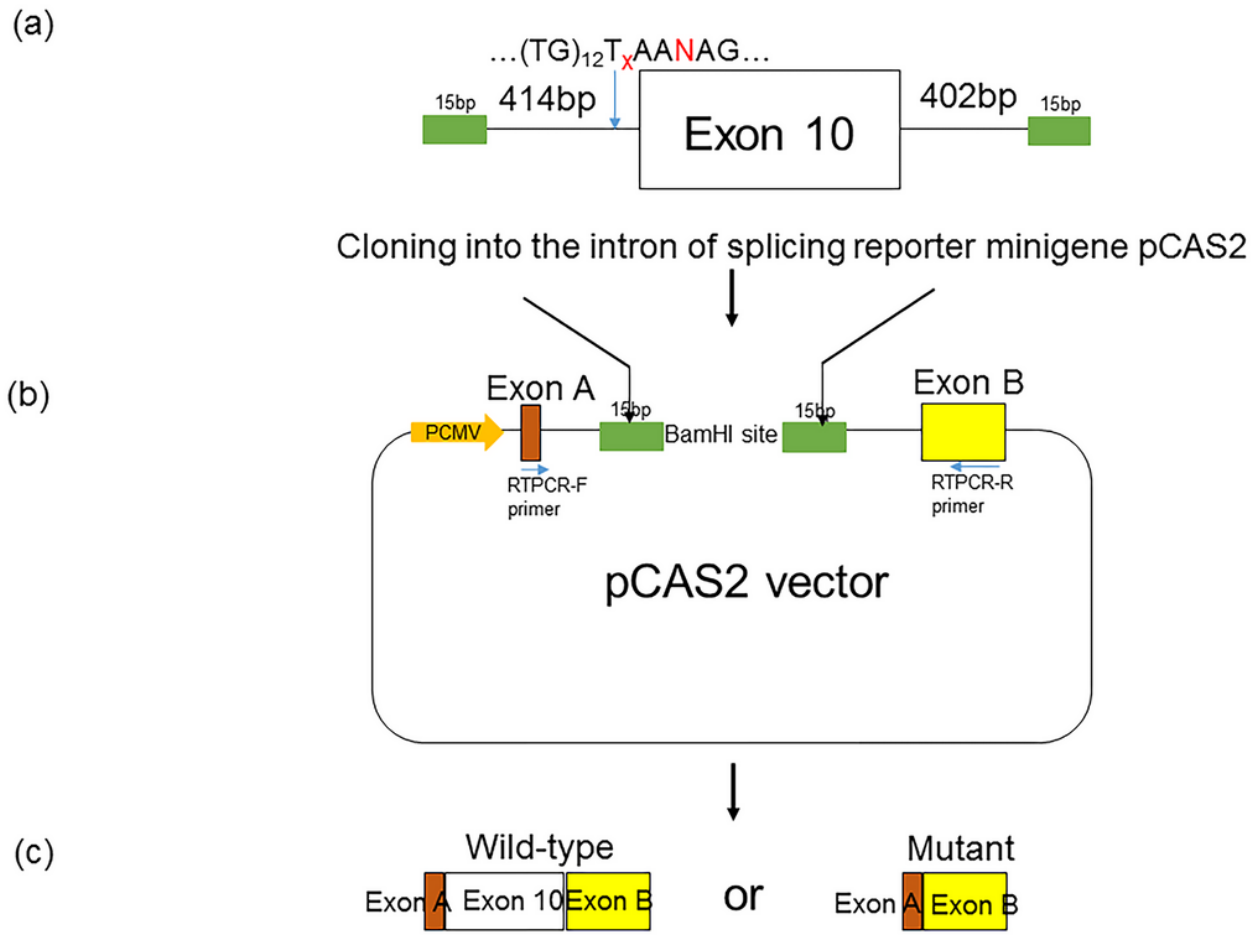 (a)
...(TG)12TxAANAG...
15bp
414bp
402bp
15bp
Exon 10
Cloning into the intron of splicing reporter minigene pCAS2
(b)
Exon A
Exon B
15bp
15bp
PCMV
BamHI site
RTPCR-F
primer
RTPCR-R
primer
pCAS2 vector
(c)
Wild-type
Mutant
Exon A
Exon 10
Exon B
or
Exon A
Exon B